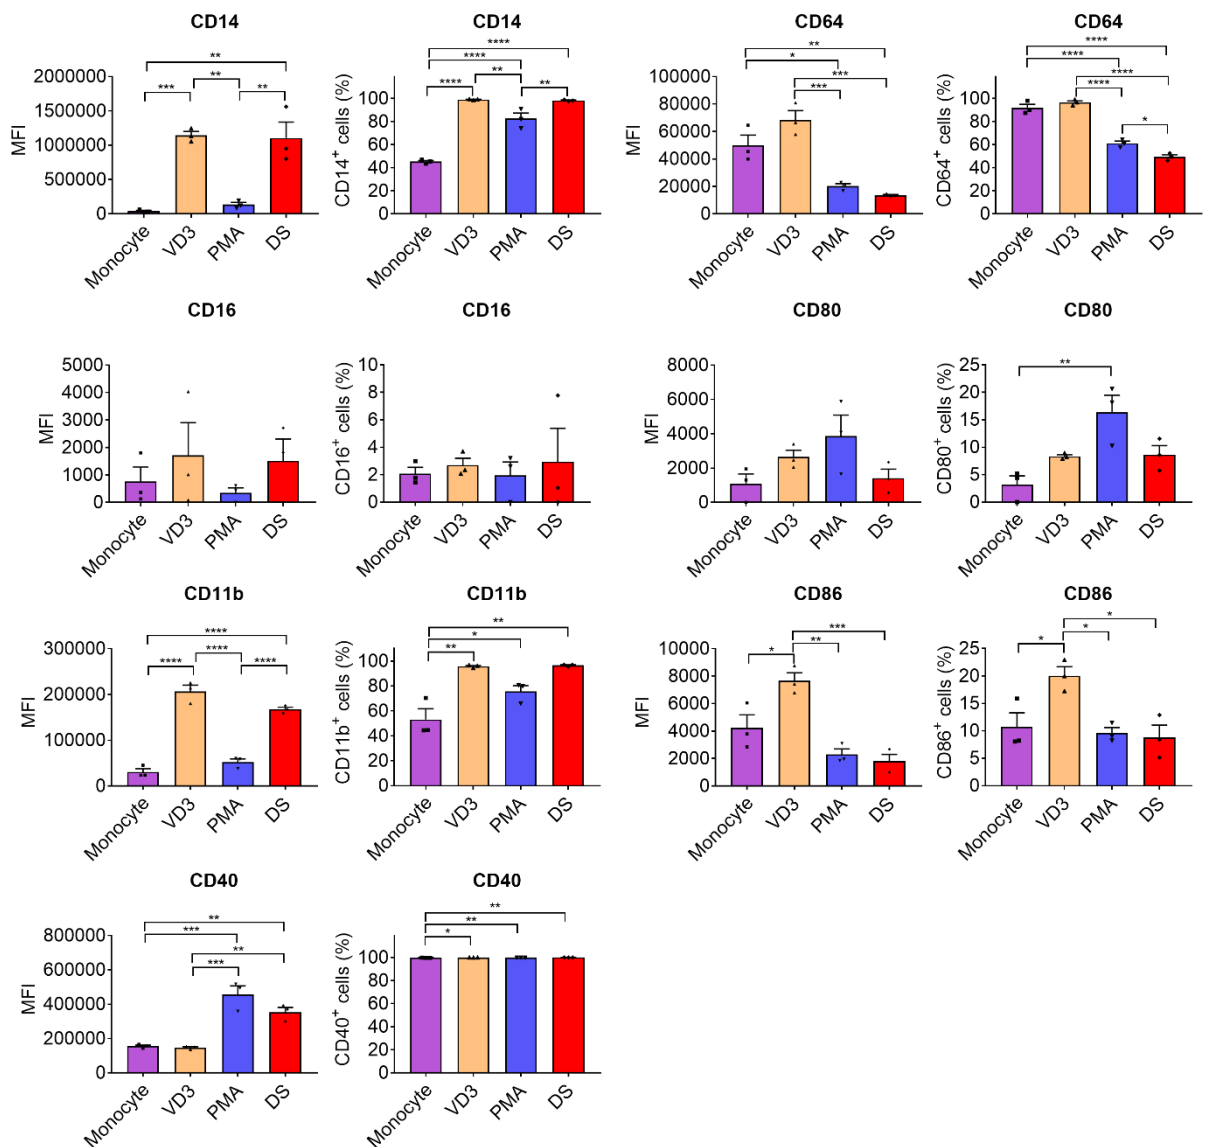 CD14
MFI
2000000
1500000
1000000
500000
0
**
***
**
**
Monocyte
VD3
PMA
DS
CD14
CD14+ cells (%)
100
80
60
40
20
0
****
****
****
**
**
Monocyte
VD3
PMA
DS
CD64
MFI
100000
80000
60000
40000
20000
0
**
*
***
***
Monocyte
VD3
PMA
DS
CD64
CD64+ cells (%)
100
80
60
40
20
0
****
****
****
****
*
Monocyte
VD3
PMA
DS
CD16
MFI
5000
4000
3000
2000
1000
0
Monocyte
VD3
PMA
DS
CD16
CD16+ cells (%)
10
8
6
4
2
0
Monocyte
VD3
PMA
DS
CD80
MFI
8000
6000
4000
2000
0
Monocyte
VD3
PMA
DS
CD80
CD80+ cells (%)
25
20
15
10
5
0
**
Monocyte
VD3
PMA
DS
CD11b
MFI
300000
200000
100000
0
****
****
****
****
Monocyte
VD3
PMA
DS
CD11b
CD11b+ cells (%)
100
80
60
40
20
0
**
*
**
Monocyte
VD3
PMA
DS
CD86
MFI
10000
8000
6000
4000
2000
0
***
*
**
Monocyte
VD3
PMA
DS
CD86
CD86+ cells (%)
25
20
15
10
5
0
*
*
*
Monocyte
VD3
PMA
DS
CD40
MFI
800000
600000
400000
200000
0
**
***
**
***
Monocyte
VD3
PMA
DS
CD40
CD40+ cells (%)
100
80
60
40
20
0
**
**
*
Monocyte
VD3
PMA
DS